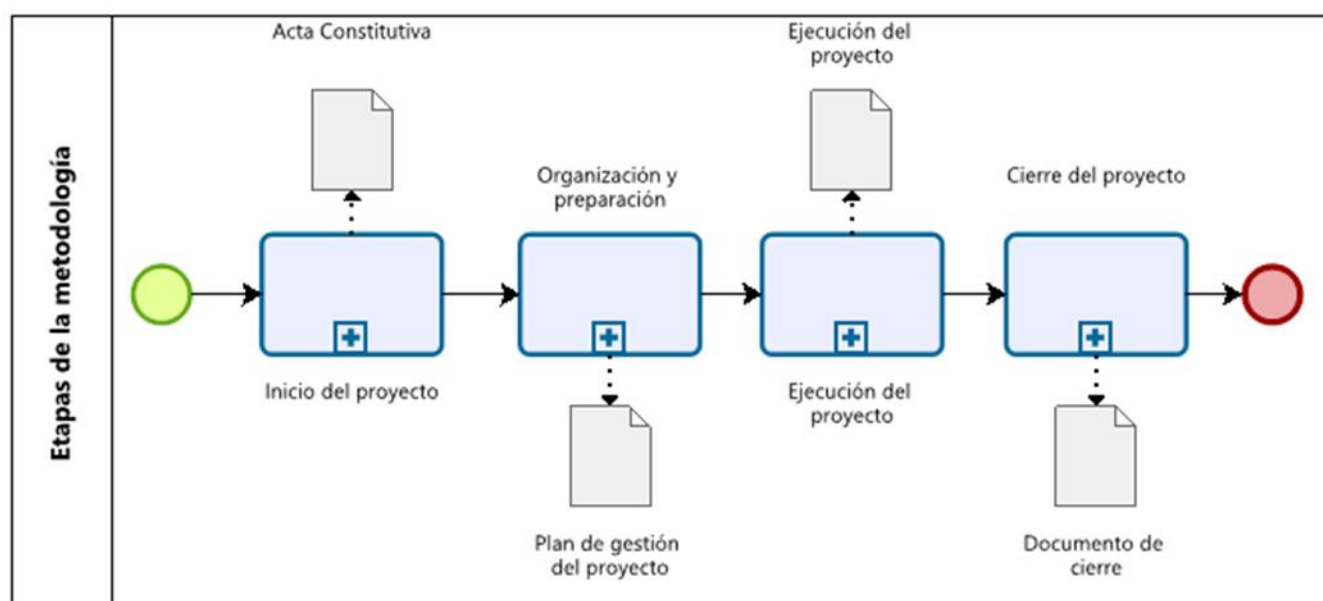 Etapas de la metodología
Acta Constitutiva
Ejecución del
proyecto
Organización y
preparación
Cierre del proyecto
Inicio del proyecto
Ejecución del
proyecto
Plan de gestión
del proyecto
Documento de
cierre